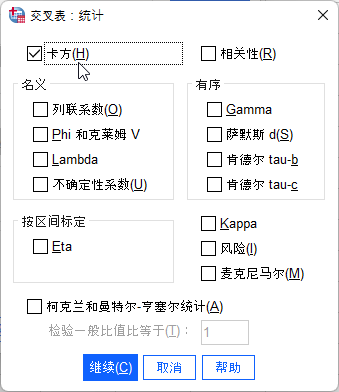 交叉表：统计
卡方(H)
相关性(R)
名义
列联系数(O)
Phi 和克莱姆 V
Lambda
不确定性系数(U)
有序
Gamma
萨默斯 d(S)
肯德尔 tau-b
肯德尔 tau-c
按区间标定
Eta
Kappa
风险(I)
麦克尼马尔(M)
柯克兰和曼特尔-亨塞尔统计(A)
检验一般比值比等于(T)： 1
继续(C) 取消 帮助